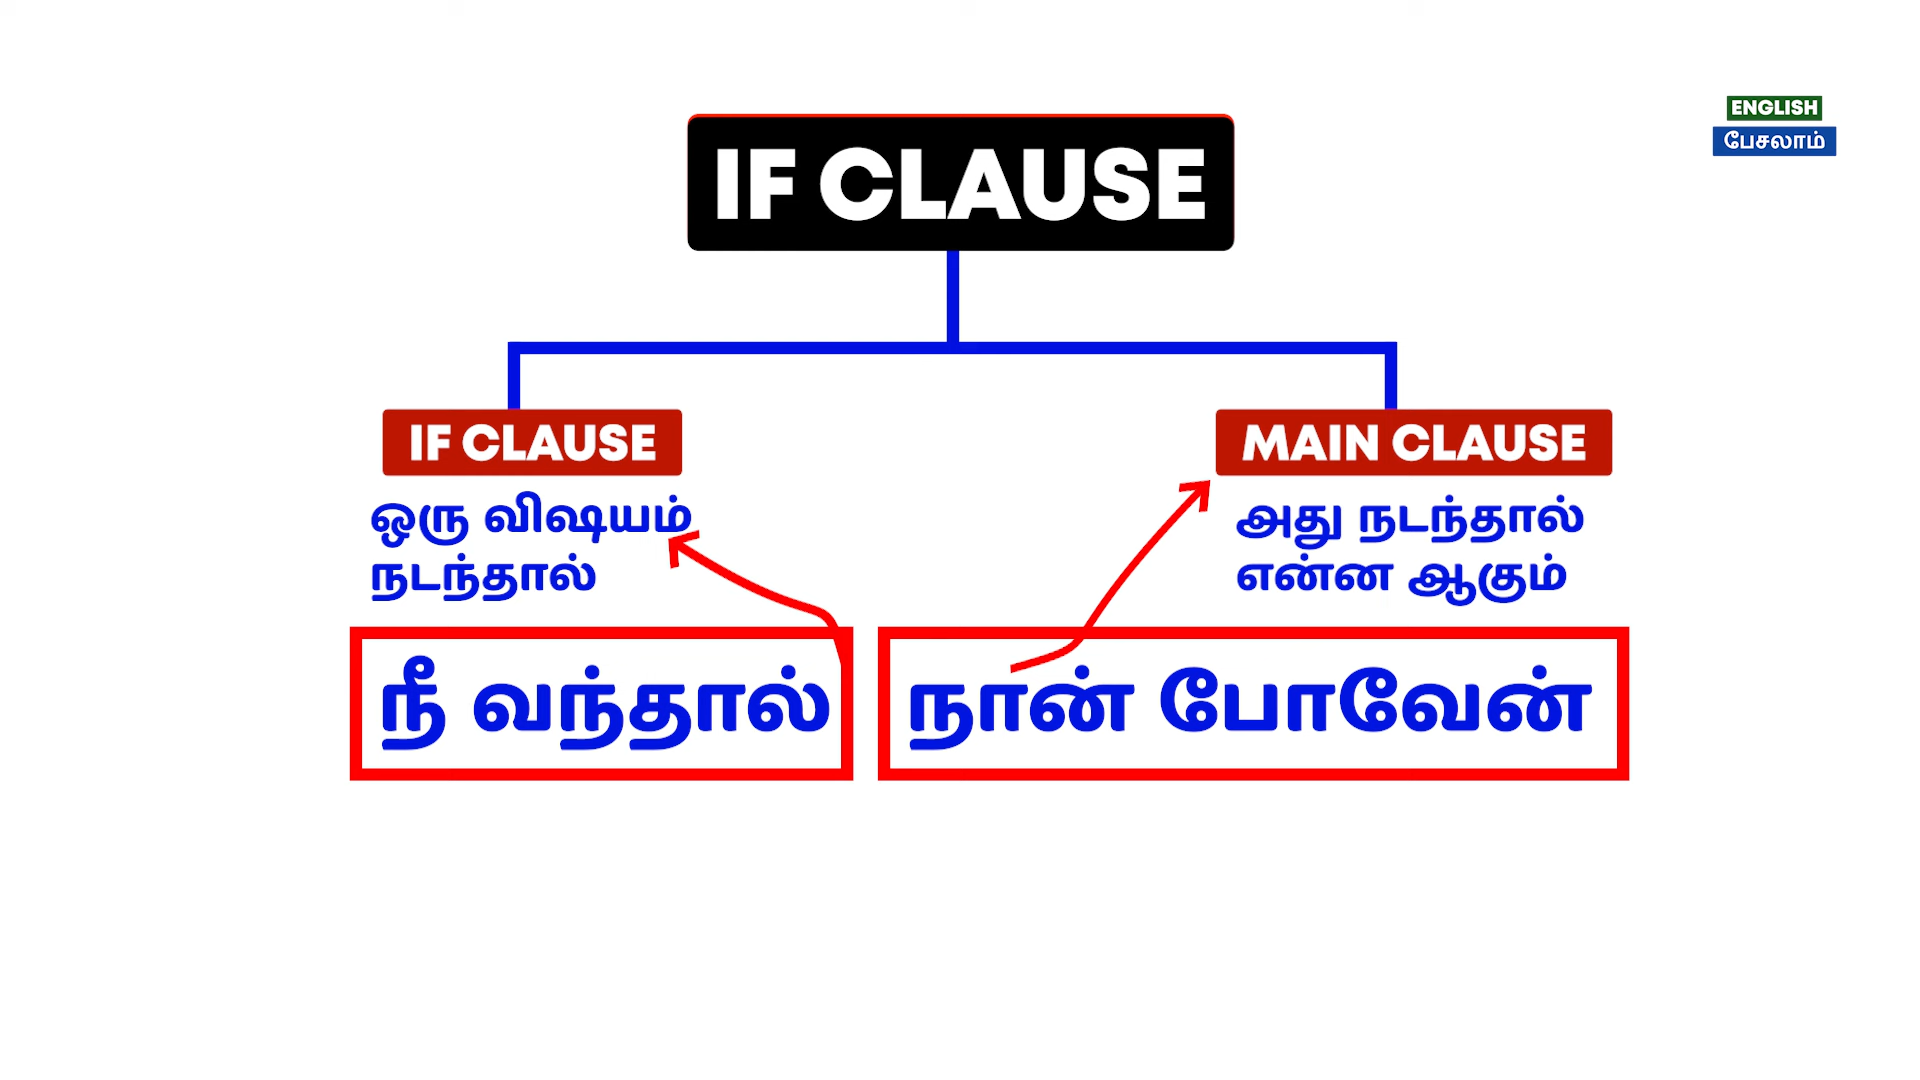 ENGLISH
பேசலாம்
IF CLAUSE
IF CLAUSE
ஒரு விஷயம்
நடந்தால்
MAIN CLAUSE
அது நடந்தால்
என்ன ஆகும்
நீ வந்தால்
நான் போவேன்